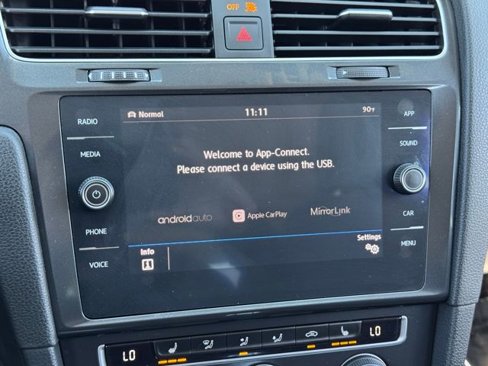 OFF
Normal 11:11 90°F
RADIO
APP
MEDIA
SOUND
Welcome to App-Connect.
Please connect a device using the USB.
androidauto Apple CarPlay MirrorLink
PHONE
CAR
VOICE
MENU
Info
Settings
LO LO